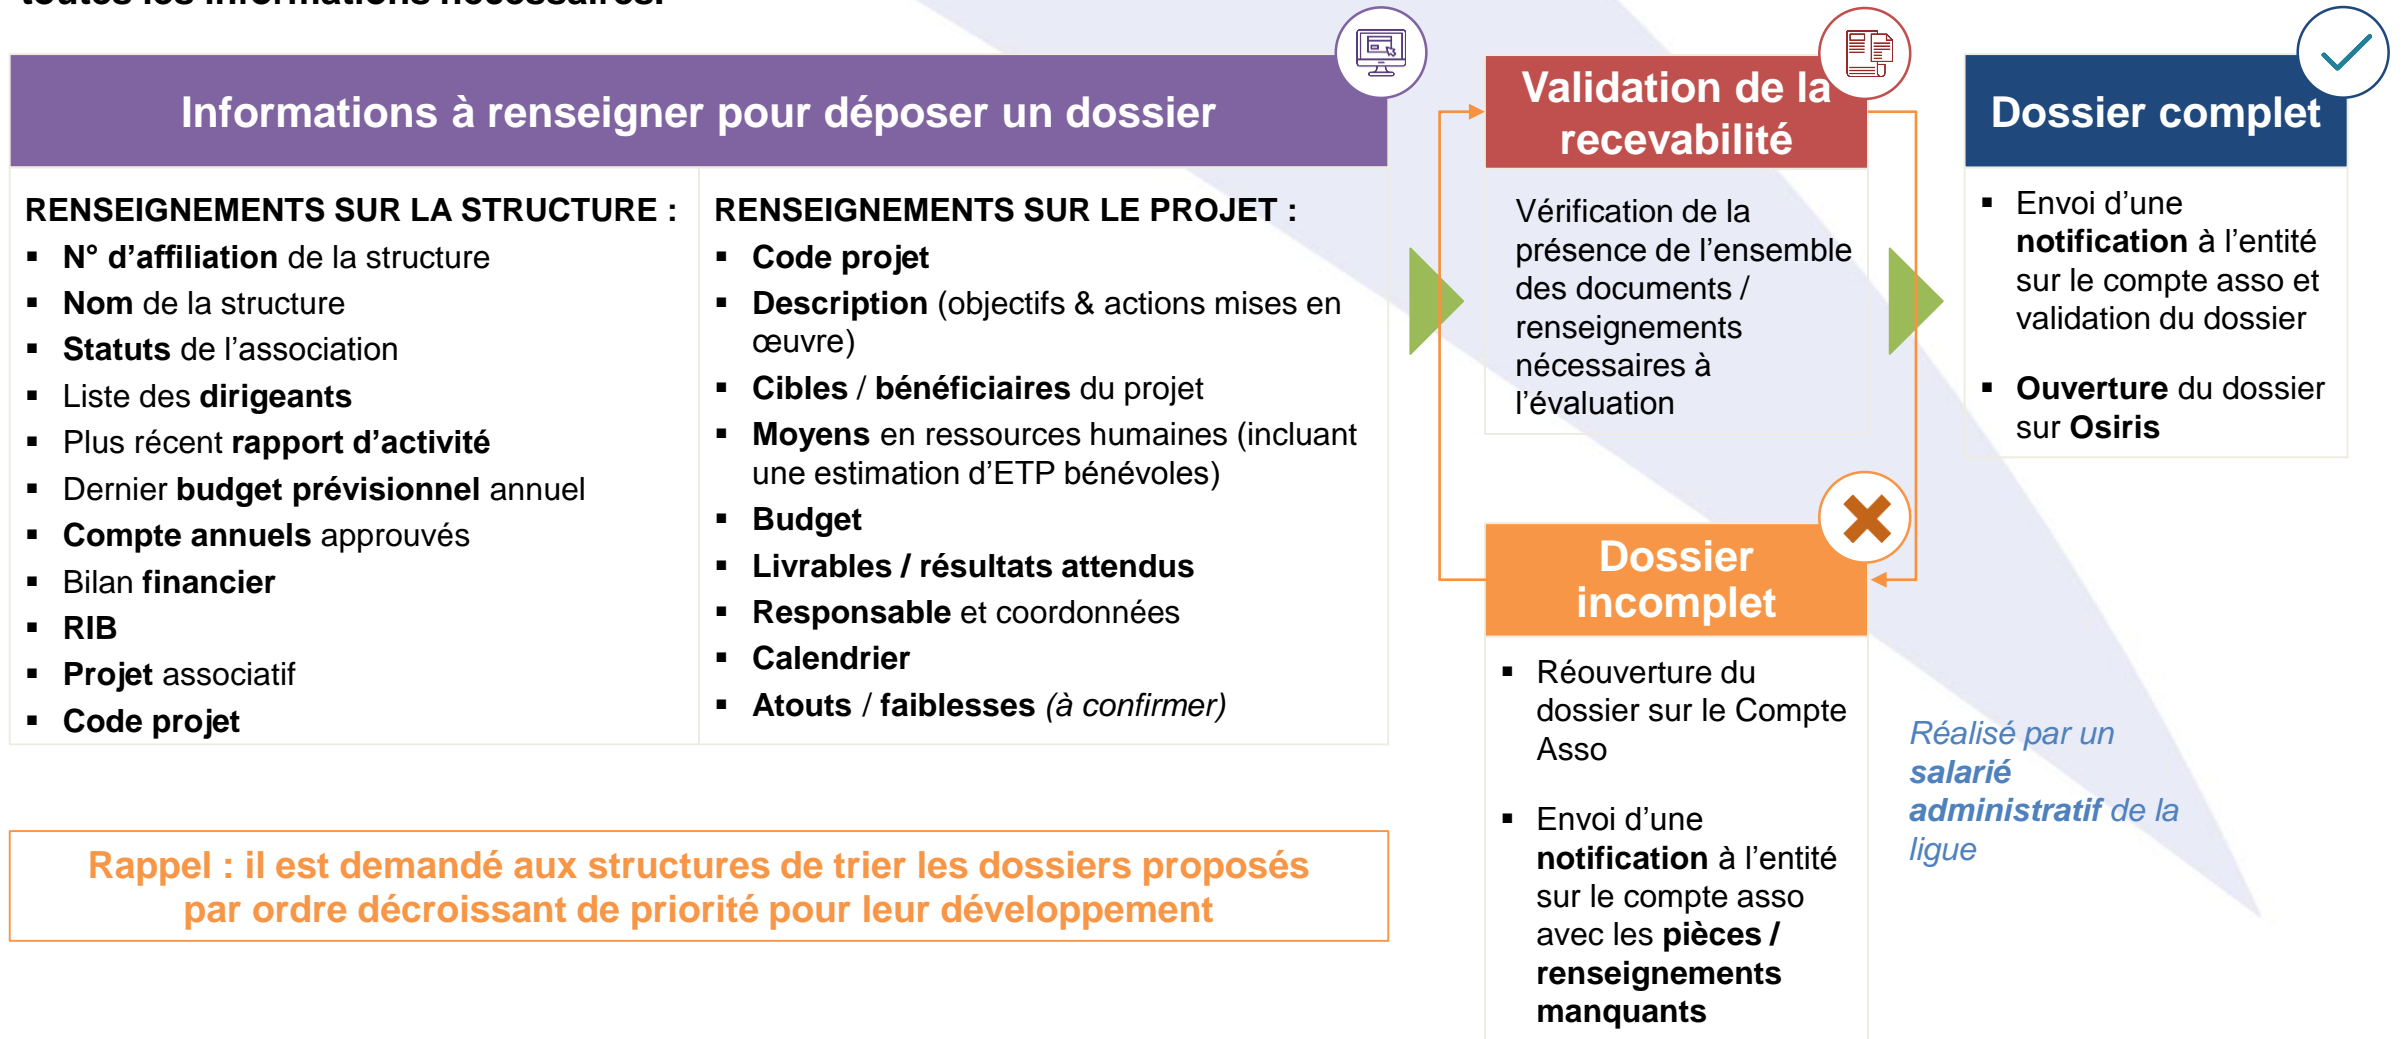 toutes les informations nécessaires.
Informations à renseigner pour déposer un dossier
RENSEIGNEMENTS SUR LA STRUCTURE :
▪ N° d’affiliation de la structure
▪ Nom de la structure
▪ Statuts de l’association
▪ Liste des dirigeants
▪ Plus récent rapport d’activité
▪ Dernier budget prévisionnel annuel
▪ Compte annuels approuvés
▪ Bilan financier
▪ RIB
▪ Projet associatif
▪ Code projet
RENSEIGNEMENTS SUR LE PROJET :
▪ Code projet
▪ Description (objectifs & actions mises en
œuvre)
▪ Cibles / bénéficiaires du projet
▪ Moyens en ressources humaines (incluant
une estimation d’ETP bénévoles)
▪ Budget
▪ Livrables / résultats attendus
▪ Responsable et coordonnées
▪ Calendrier
▪ Atouts / faiblesses (à confirmer)
Rappel : il est demandé aux structures de trier les dossiers proposés
par ordre décroissant de priorité pour leur développement
Validation de la
recevabilité
Vérification de la
présence de l’ensemble
des documents /
renseignements
nécessaires à
l’évaluation
Dossier
incomplet
▪ Réouverture du
dossier sur le Compte
Asso
▪ Envoi d’une
notification à l’entité
sur le compte asso
avec les pièces /
renseignements
manquants
Dossier complet
▪ Envoi d’une
notification à l’entité
sur le compte asso et
validation du dossier
▪ Ouverture du dossier
sur Osiris
Réalisé par un
salarié
administratif de la
ligue